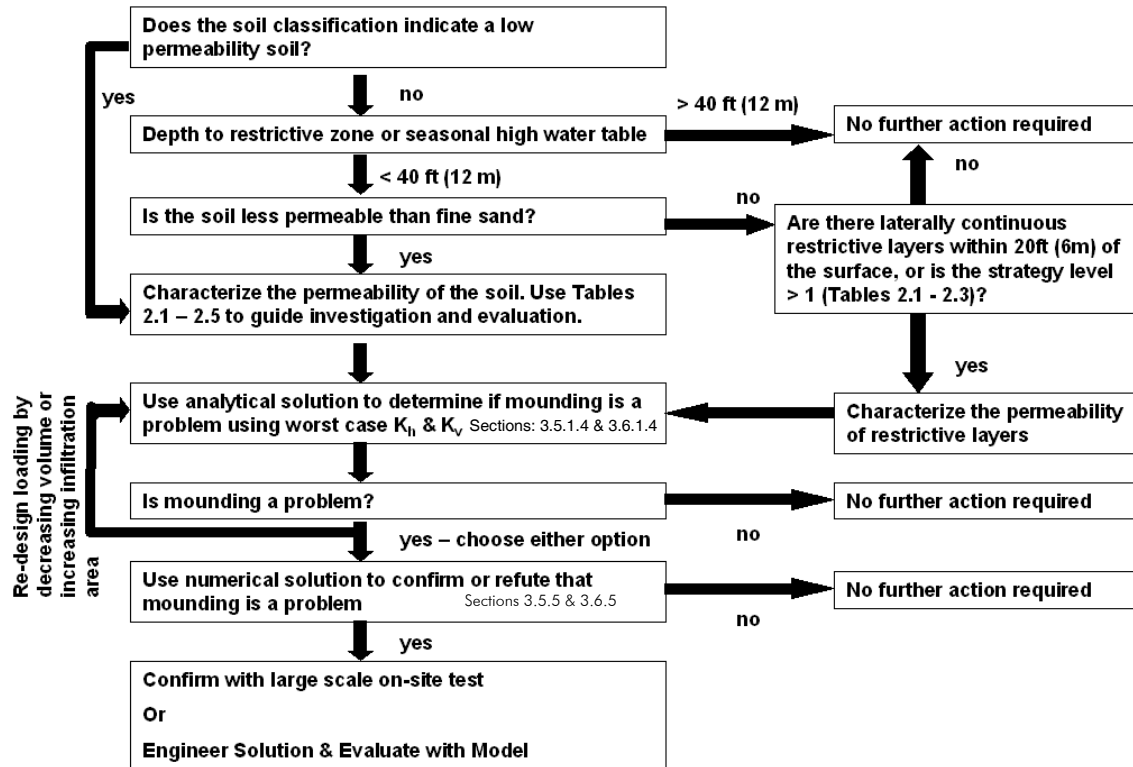 Does the soil classification indicate a low
permeability soil?
yes
no
> 40 ft (12 m)
Depth to restrictive zone or seasonal high water table
No further action required
< 40 ft (12 m)
no
no
Is the soil less permeable than fine sand?
Are there laterally continuous
restrictive layers within 20ft (6m) of
the surface, or is the strategy level
> 1 (Tables 2.1 - 2.3)?
yes
Characterize the permeability of the soil. Use Tables
2.1 – 2.5 to guide investigation and evaluation.
yes
Re-design loading by
decreasing volume or
increasing infiltration
area
Use analytical solution to determine if mounding is a
problem using worst case Kh & Kv Sections: 3.5.1.4 & 3.6.1.4
Characterize the permeability
of restrictive layers
Is mounding a problem?
No further action required
yes – choose either option
no
Use numerical solution to confirm or refute that
mounding is a problem Sections 3.5.5 & 3.6.5
No further action required
yes
no
Confirm with large scale on-site test
Or
Engineer Solution & Evaluate with Model